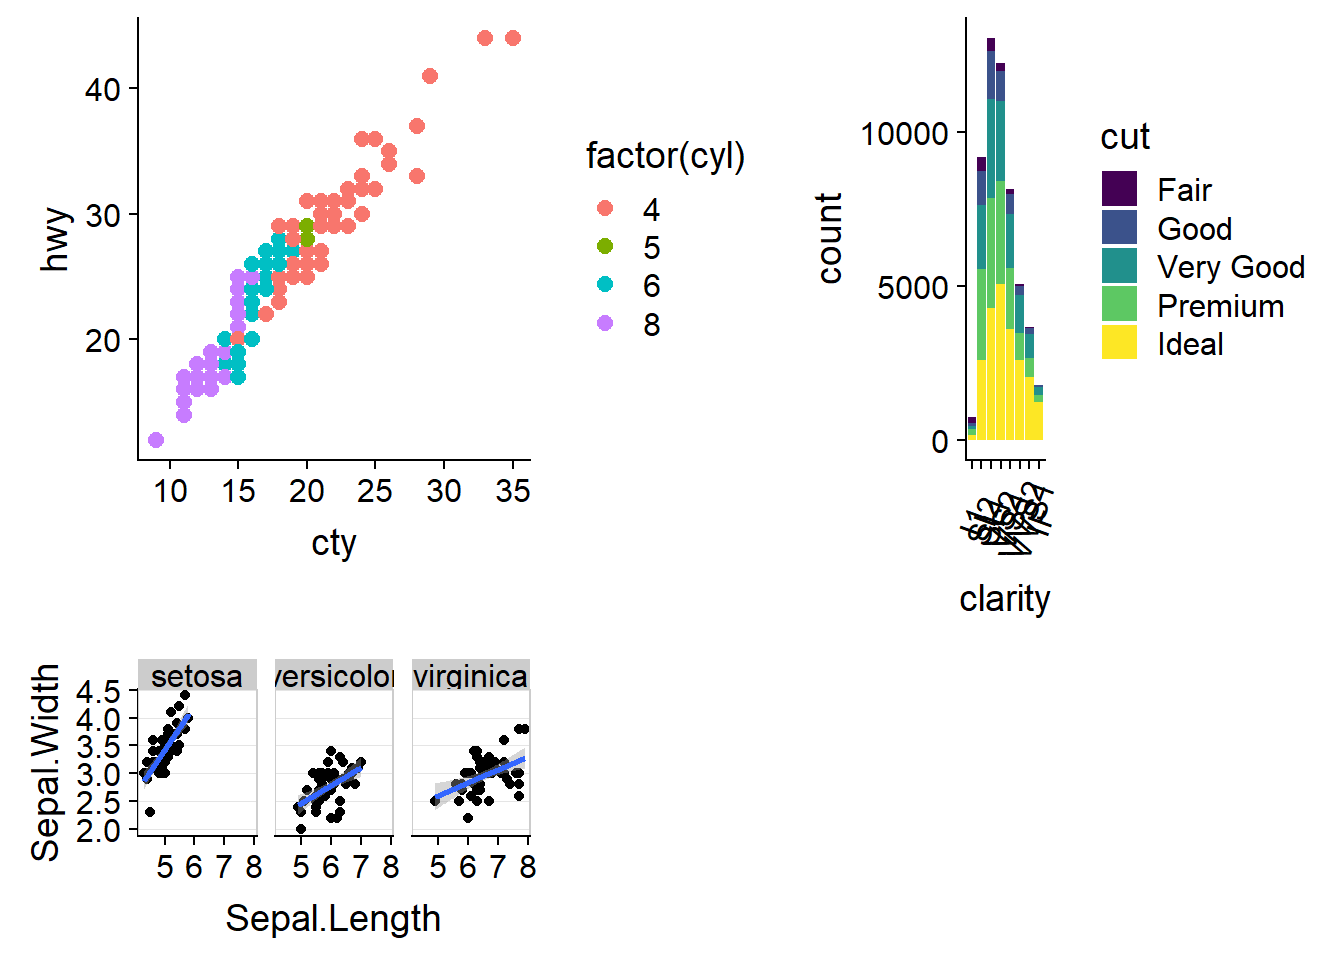 40
30
20
hwy
10 15 20 25 30 35
cty
factor(cyl)
4
5
6
8
10000
5000
0
count
clarity
cut
Fair
Good
Very Good
Premium
Ideal
setosa versicolor virginica
4.5
4.0
3.5
3.0
2.5
2.0
Sepal.Width
5 6 7 8 5 6 7 8 5 6 7 8
Sepal.Length